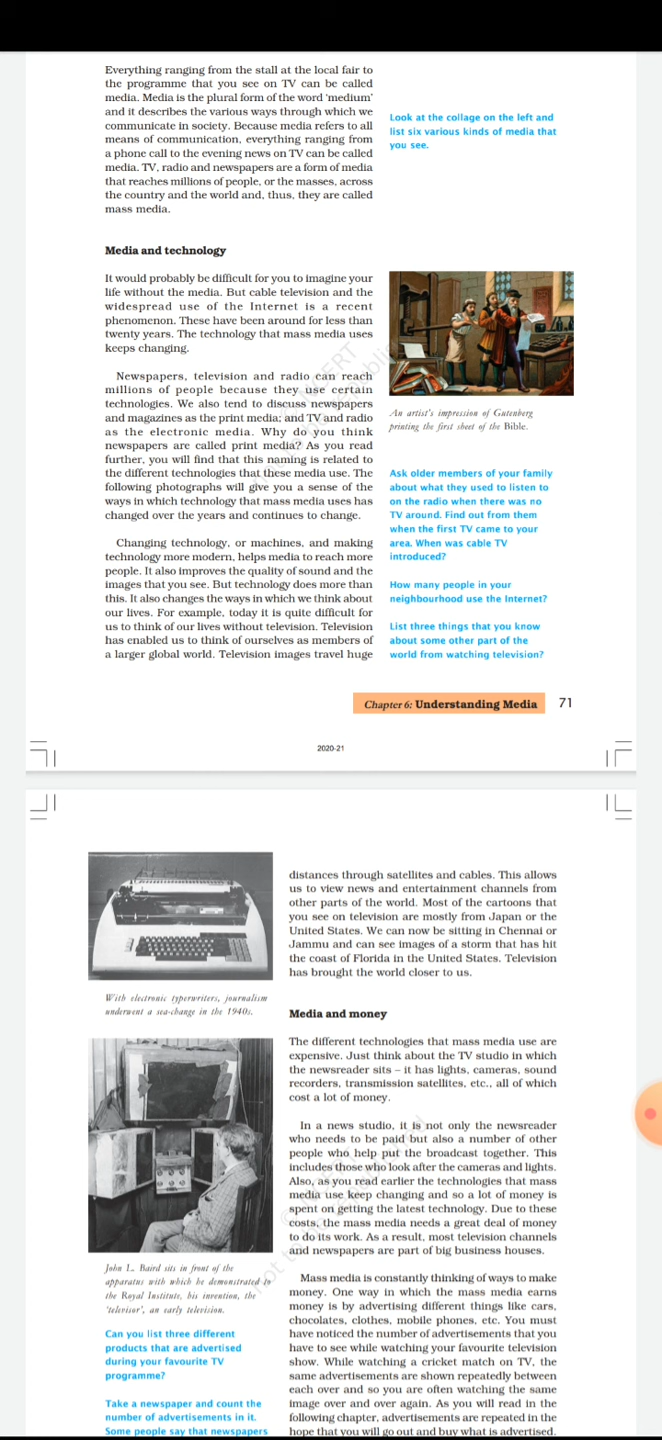 Everything ranging from the stall at the local fair to
the programme that you see on TV can be called
media. Media is the plural form of the word ‘medium’
and it describes the various ways through which we
communicate in society. Because media refers to all
means of communication, everything ranging from
a phone call to the evening news on TV can be called
media. TV, radio and newspapers are a form of media
that reaches millions of people, or the masses, across
the country and the world and, thus, they are called
mass media.
Look at the collage on the left and
list six various kinds of media that
you see.
Media and technology
It would probably be difficult for you to imagine your
life without the media. But cable television and the
widespread use of the Internet is a recent
phenomenon. These have been around for less than
twenty years. The technology that mass media uses
keeps changing.
Newspapers, television and radio can reach
millions of people because they use certain
technologies. We also tend to discuss newspapers
and magazines as the print media; and TV and radio
as the electronic media. Why do you think
newspapers are called print media? As you read
further, you will find that this naming is related to
the different technologies that these media use. The
following photographs will give you a sense of the
ways in which technology that mass media uses has
changed over the years and continues to change.
Changing technology, or machines, and making
technology more modern, helps media to reach more
people. It also improves the quality of sound and the
images that you see. But technology does more than
this. It also changes the ways in which we think about
our lives. For example, today it is quite difficult for
us to think of our lives without television. Television
has enabled us to think of ourselves as members of
a larger global world. Television images travel huge
An artist's impression of Gutenberg
printing the first sheet of the Bible.
Ask older members of your family
about what they used to listen to
on the radio when there was no
TV around. Find out from them
when the first TV came to your
area. When was cable TV
introduced?
How many people in your
neighbourhood use the Internet?
List three things that you know
about some other part of the
world from watching television?
Chapter 6: Understanding Media 71
2020-21
With electronic typerwriters, journalism
underwent a sea-change in the 1940s.
John L. Baird sits in front of the
apparatus with which he demonstrated to
the Royal Institute, his invention, the
‘televisor’, an early television.
Can you list three different
products that are advertised
during your favourite TV
programme?
Take a newspaper and count the
number of advertisements in it.
Some people say that newspapers
distances through satellites and cables. This allows
us to view news and entertainment channels from
other parts of the world. Most of the cartoons that
you see on television are mostly from Japan or the
United States. We can now be sitting in Chennai or
Jammu and can see images of a storm that has hit
the coast of Florida in the United States. Television
has brought the world closer to us.
Media and money
The different technologies that mass media use are
expensive. Just think about the TV studio in which
the newsreader sits – it has lights, cameras, sound
recorders, transmission satellites, etc., all of which
cost a lot of money.
In a news studio, it is not only the newsreader
who needs to be paid but also a number of other
people who help put the broadcast together. This
includes those who look after the cameras and lights.
Also, as you read earlier the technologies that mass
media use keep changing and so a lot of money is
spent on getting the latest technology. Due to these
costs, the mass media needs a great deal of money
to do its work. As a result, most television channels
and newspapers are part of big business houses.
Mass media is constantly thinking of ways to make
money. One way in which the mass media earns
money is by advertising different things like cars,
chocolates, clothes, mobile phones, etc. You must
have noticed the number of advertisements that you
have to see while watching your favourite television
show. While watching a cricket match on TV, the
same advertisements are shown repeatedly between
each over and so you are often watching the same
image over and over again. As you will read in the
following chapter, advertisements are repeated in the
hope that you will go out and buy what is advertised.